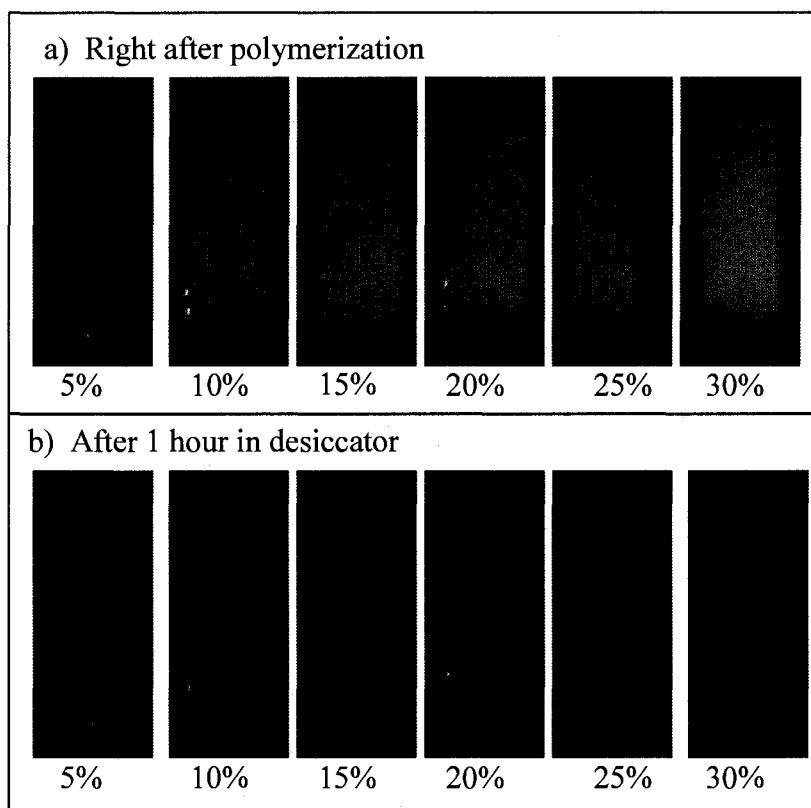 a) Right after polymerization
5% 10% 15% 20% 25% 30%
b) After 1 hour in desiccator
5% 10% 15% 20% 25% 30%